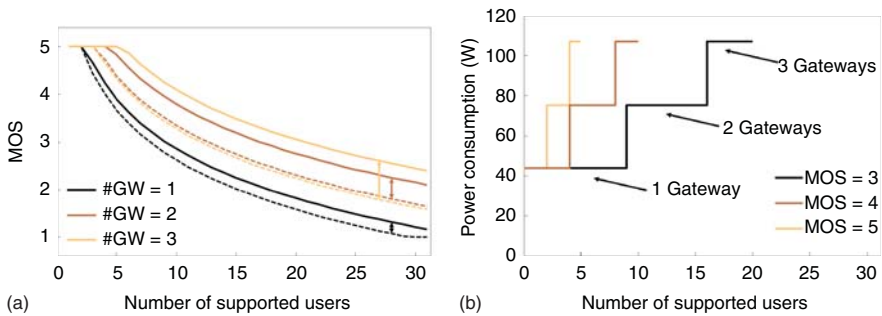 5
4
3
2
1
MOS
#GW = 1
#GW = 2
#GW = 3
0 5 10 15 20 25 30
Number of supported users
(a)
120
100
80
60
40
20
0
Power consumption (W)
3 Gateways
2 Gateways
1 Gateway
MOS = 3
MOS = 4
MOS = 5
0 5 10 15 20 25 30
Number of supported users
(b)